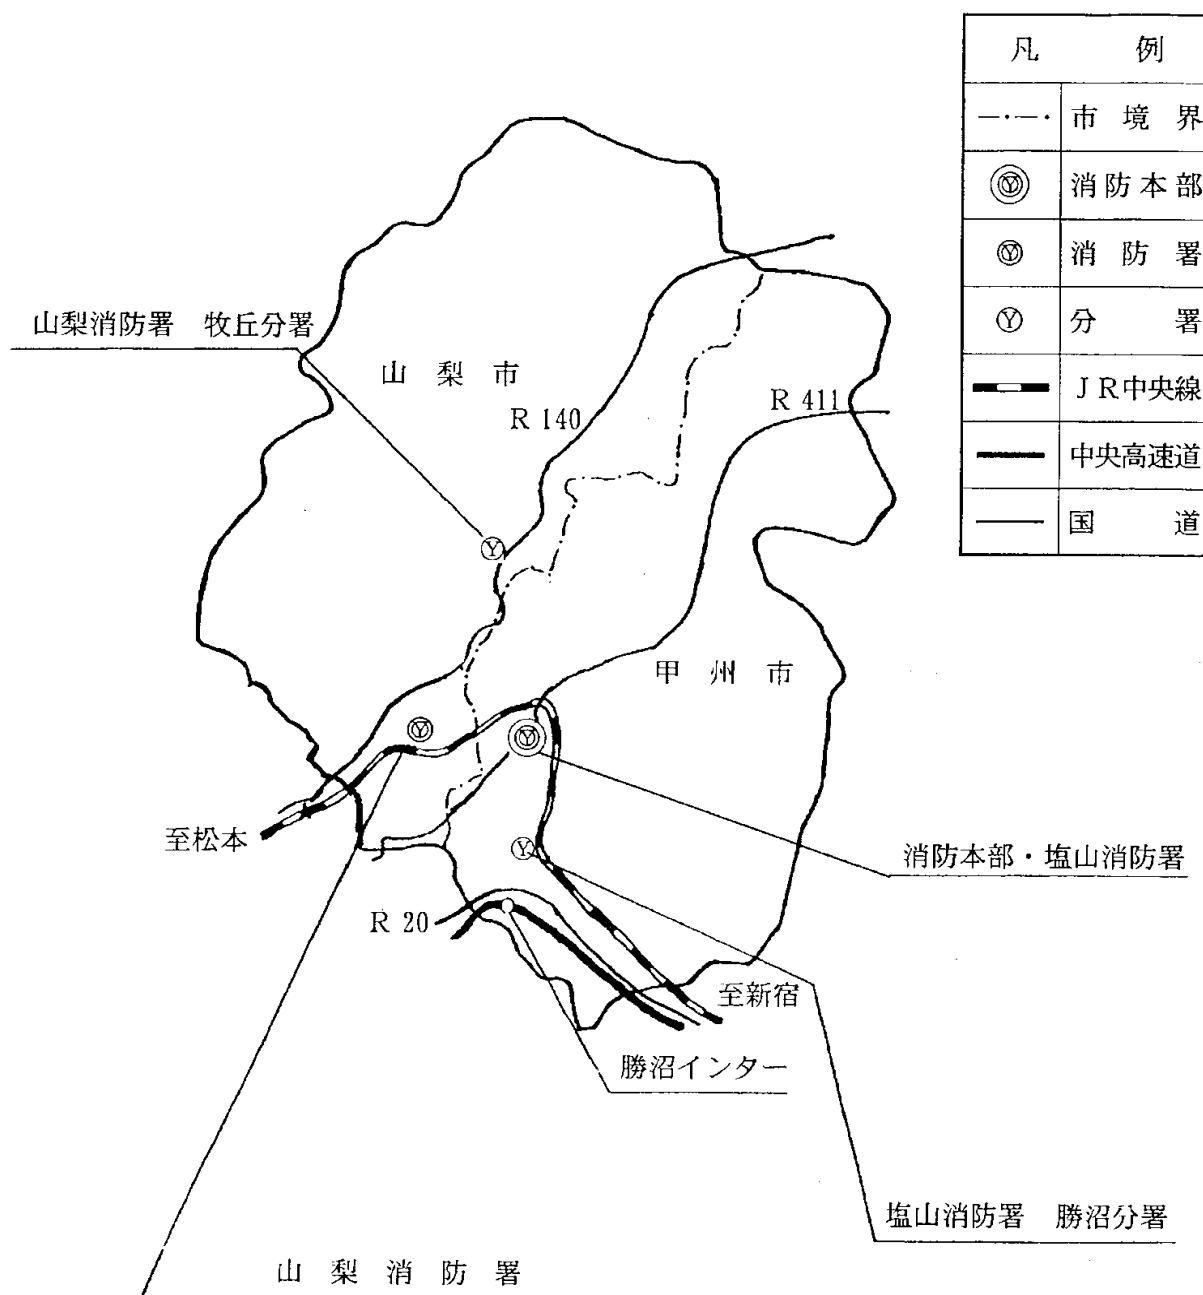 凡 例
市境界
Ⓨ 消防本部
Ⓨ 消防署
Ⓨ 分署
JR中央線
中央高速道
国道
山梨消防署 牧丘分署
山梨市
R 140
R 411
Ⓨ
甲州市
Ⓨ
Ⓨ
至松本
Ⓨ
消防本部・塩山消防署
R 20
至新宿
勝沼インター
塩山消防署 勝沼分署
山梨消防署